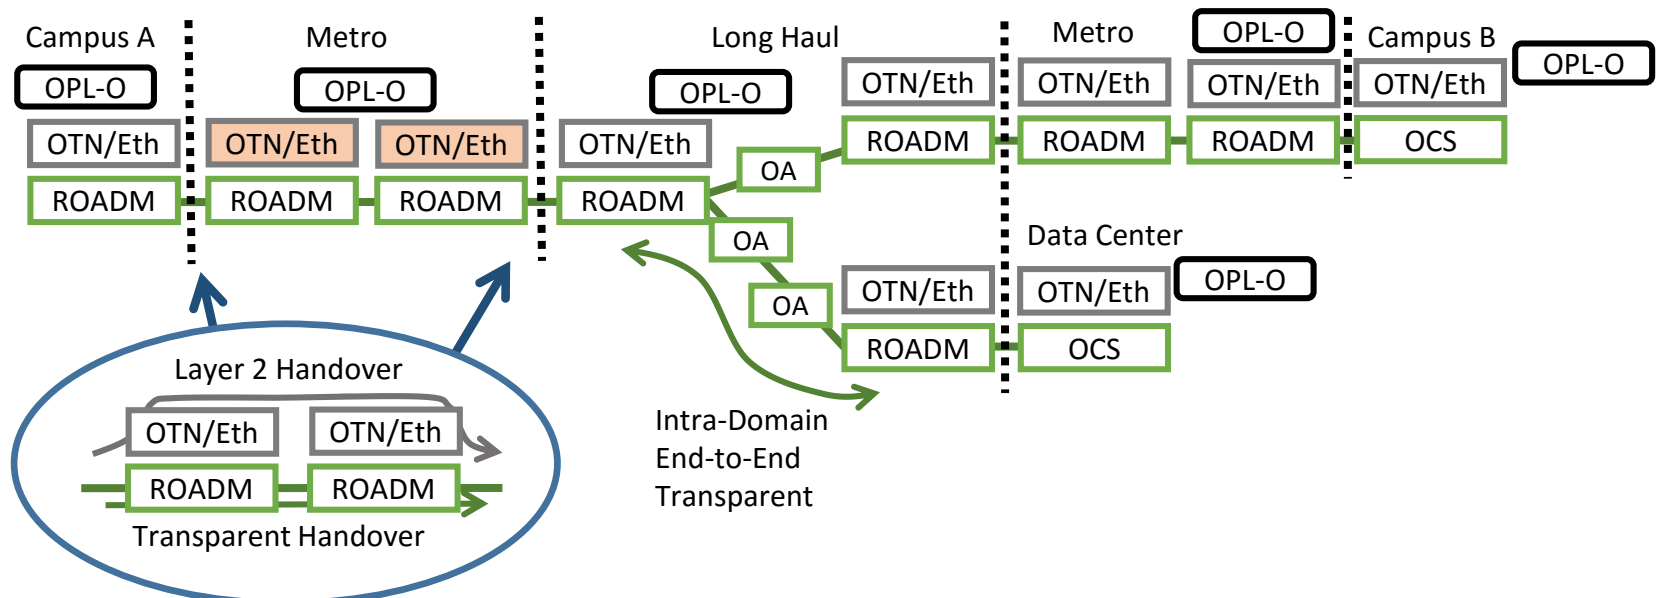 Campus A
Metro
Long Haul
Metro
OPL-O
Campus B
OPL-O
OPL-O
OPL-O
OPL-O
OTN/Eth
OTN/Eth
OTN/Eth
OTN/Eth
OTN/Eth
OTN/Eth
OTN/Eth
OTN/Eth
ROADM
ROADM
ROADM
OCS
OA
ROADM
ROADM
ROADM
ROADM
OA
Data Center
OPL-O
OA
OTN/Eth
OTN/Eth
ROADM
OCS
Layer 2 Handover
OTN/Eth
OTN/Eth
ROADM
ROADM
Transparent Handover
Intra-Domain
End-to-End
Transparent